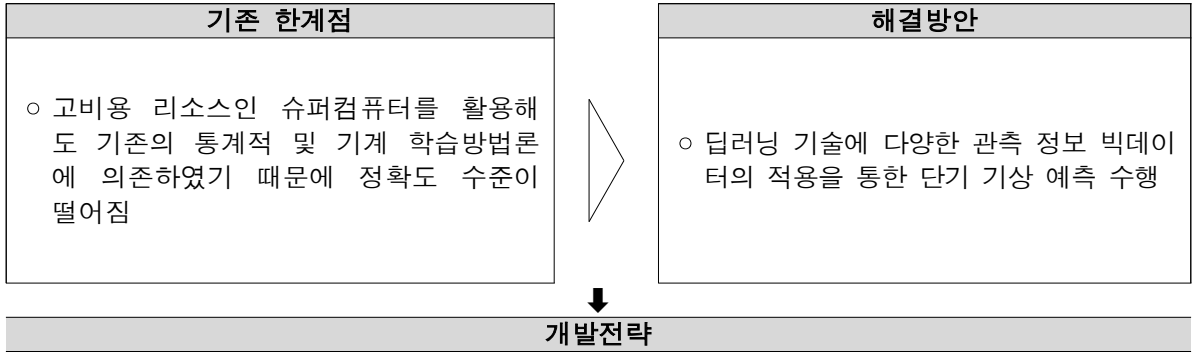 기존 한계점
○ 고비용 리소스인 슈퍼컴퓨터를 활용해
도 기존의 통계적 및 기계 학습방법론
에 의존하였기 때문에 정확도 수준이
떨어짐
해결방안
○ 딥러닝 기술에 다양한 관측 정보 빅데이
터의 적용을 통한 단기 기상 예측 수행
개발전략